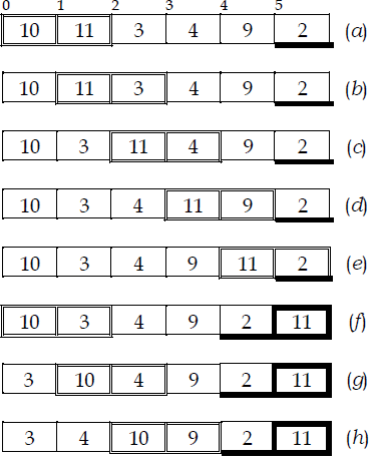 0 1 2 3 4 5
10 11 3 4 9 2 (a)
10 11 3 4 9 2 (b)
10 3 11 4 9 2 (c)
10 3 4 11 9 2 (d)
10 3 4 9 11 2 (e)
10 3 4 9 2 11 (f)
3 10 4 9 2 11 (g)
3 4 10 9 2 11 (h)